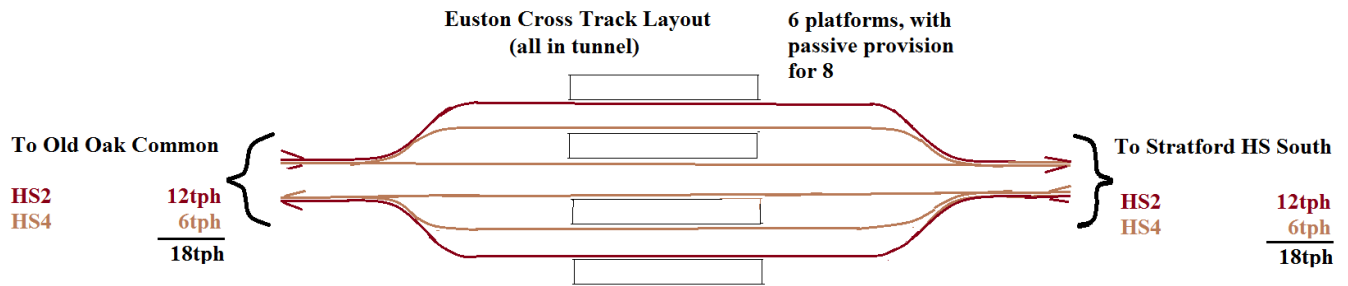 Euston Cross Track Layout
(all in tunnel)
6 platforms, with
passive provision
for 8
To Old Oak Common
HS2 12tph
HS4 6tph
18tph
To Stratford HS South
HS2 12tph
HS4 6tph
18tph